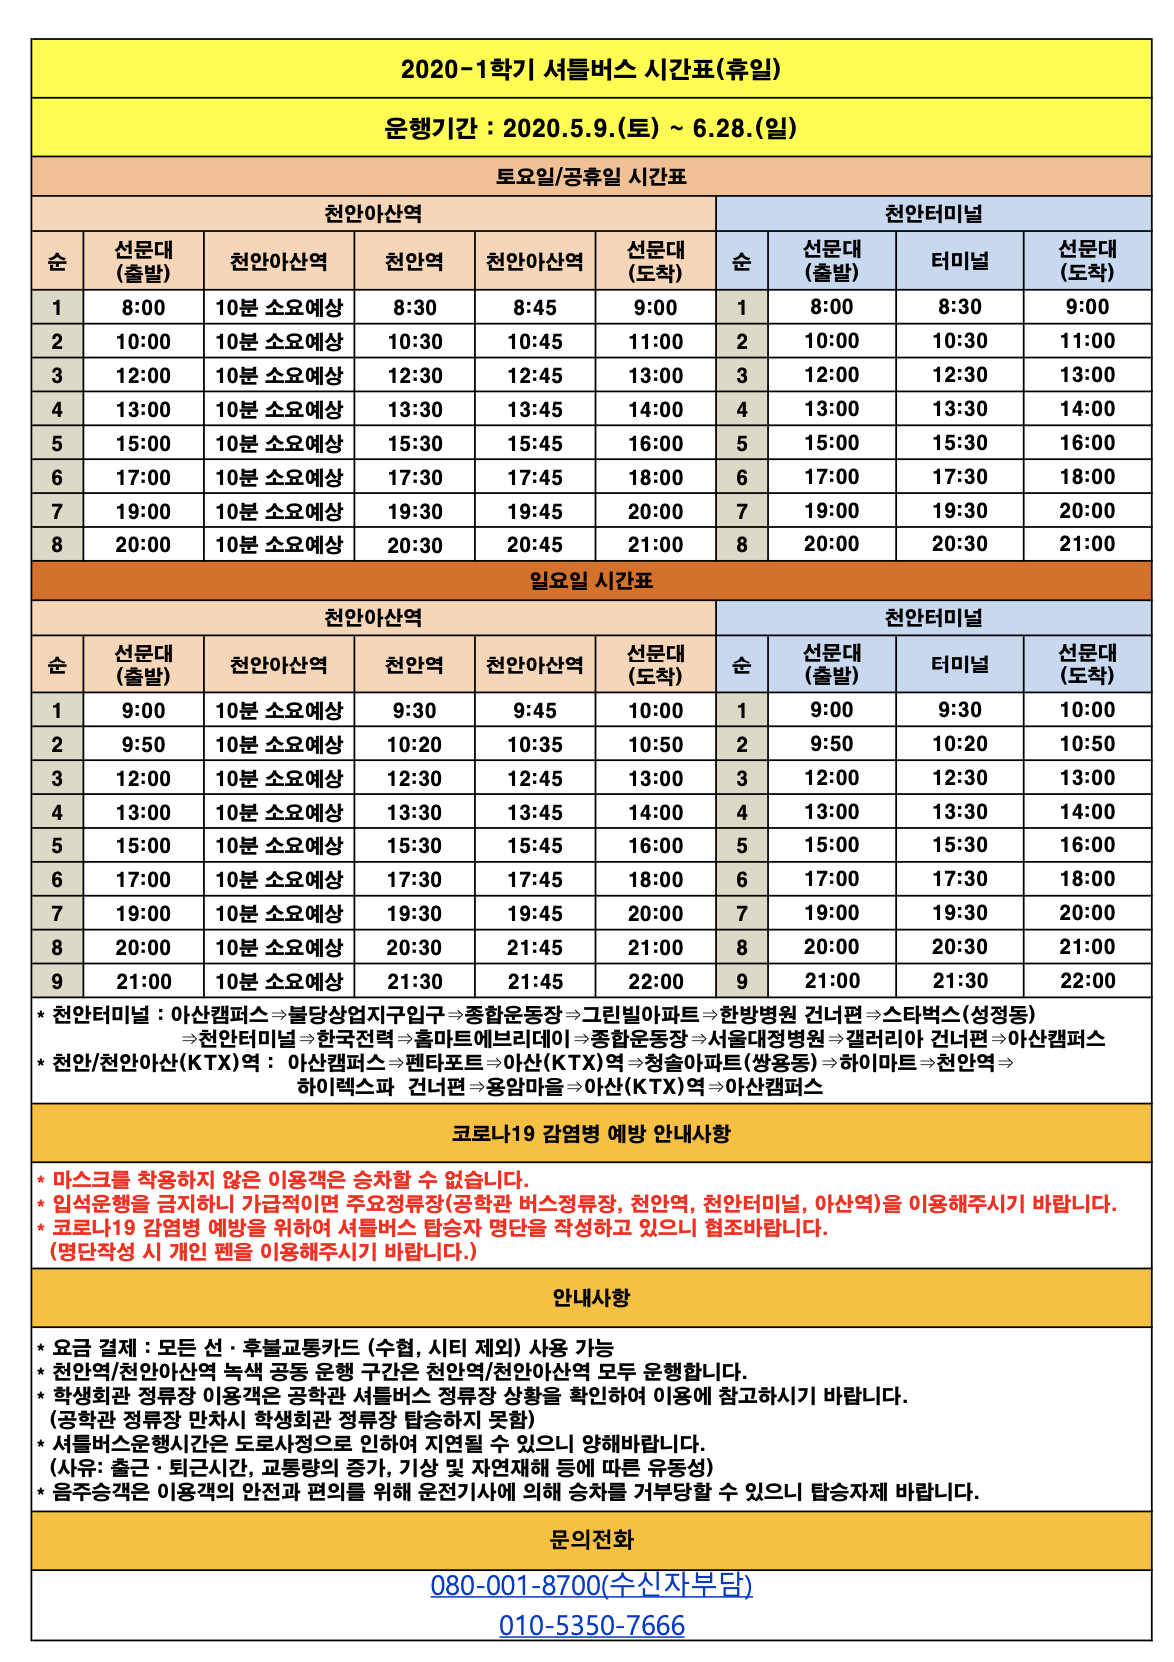 2020-1학기 셔틀버스 시간표(휴일)
운행기간 : 2020.5.9.(토) ~ 6.28.(일)
토요일/공휴일 시간표
천안아산역 천안터미널
순 선문대(출발) 천안아산역 천안역 천안아산역 선문대(도착) 순 선문대(출발) 터미널 선문대(도착)
1 8:00 10분 소요예상 8:30 8:45 9:00 1 8:00 8:30 9:00
2 10:00 10분 소요예상 10:30 10:45 11:00 2 10:00 10:30 11:00
3 12:00 10분 소요예상 12:30 12:45 13:00 3 12:00 12:30 13:00
4 13:00 10분 소요예상 13:30 13:45 14:00 4 13:00 13:30 14:00
5 15:00 10분 소요예상 15:30 15:45 16:00 5 15:00 15:30 16:00
6 17:00 10분 소요예상 17:30 17:45 18:00 6 17:00 17:30 18:00
7 19:00 10분 소요예상 19:30 19:45 20:00 7 19:00 19:30 20:00
8 20:00 10분 소요예상 20:30 20:45 21:00 8 20:00 20:30 21:00
일요일 시간표
천안아산역 천안터미널
순 선문대(출발) 천안아산역 천안역 천안아산역 선문대(도착) 순 선문대(출발) 터미널 선문대(도착)
1 9:00 10분 소요예상 9:30 9:45 10:00 1 9:00 9:30 10:00
2 9:50 10분 소요예상 10:20 10:35 10:50 2 9:50 10:20 10:50
3 12:00 10분 소요예상 12:30 12:45 13:00 3 12:00 12:30 13:00
4 13:00 10분 소요예상 13:30 13:45 14:00 4 13:00 13:30 14:00
5 15:00 10분 소요예상 15:30 15:45 16:00 5 15:00 15:30 16:00
6 17:00 10분 소요예상 17:30 17:45 18:00 6 17:00 17:30 18:00
7 19:00 10분 소요예상 19:30 19:45 20:00 7 19:00 19:30 20:00
8 20:00 10분 소요예상 20:30 21:45 21:00 8 20:00 20:30 21:00
9 21:00 10분 소요예상 21:30 21:45 22:00 9 21:00 21:30 22:00
* 천안터미널 : 아산캠퍼스⇒불당상업지구입구⇒종합운동장⇒그린빌아파트⇒한방병원 건너편⇒스타벅스(성정동)
⇒천안터미널⇒한국전력⇒홈마트에브리데이⇒종합운동장⇒서울대정병원⇒갤러리아 건너편⇒아산캠퍼스
* 천안/천안아산(KTX)역 : 아산캠퍼스⇒펜타포트⇒아산(KTX)역⇒청솔아파트(쌍용동)⇒하이마트⇒천안역⇒
하이렉스파 건너편⇒용암마을⇒아산(KTX)역⇒아산캠퍼스
코로나19 감염병 예방 안내사항
* 마스크를 착용하지 않은 이용객은 승차할 수 없습니다.
* 입석운행을 금지하니 가급적이면 주요정류장(공학관 버스정류장, 천안역, 천안터미널, 아산역)을 이용해주시기 바랍니다.
* 코로나19 감염병 예방을 위하여 셔틀버스 탑승자 명단을 작성하고 있으니 협조바랍니다.
(명단작성 시 개인 펜을 이용해주시기 바랍니다.)
안내사항
* 요금 결제 : 모든 선 · 후불교통카드 (수협, 시티 제외) 사용 가능
* 천안역/천안아산역 녹색 공동 운행 구간은 천안역/천안아산역 모두 운행합니다.
* 학생회관 정류장 이용객은 공학관 셔틀버스 정류장 상황을 확인하여 이용에 참고하시기 바랍니다.
(공학관 정류장 만차시 학생회관 정류장 탑승하지 못함)
* 셔틀버스운행시간은 도로사정으로 인하여 지연될 수 있으니 양해바랍니다.
(사유: 출근 · 퇴근시간, 교통량의 증가, 기상 및 자연재해 등에 따른 유동성)
* 음주승객은 이용객의 안전과 편의를 위해 운전기사에 의해 승차를 거부당할 수 있으니 탑승자제 바랍니다.
문의전화
080-001-8700(수신자부담)
010-5350-7666